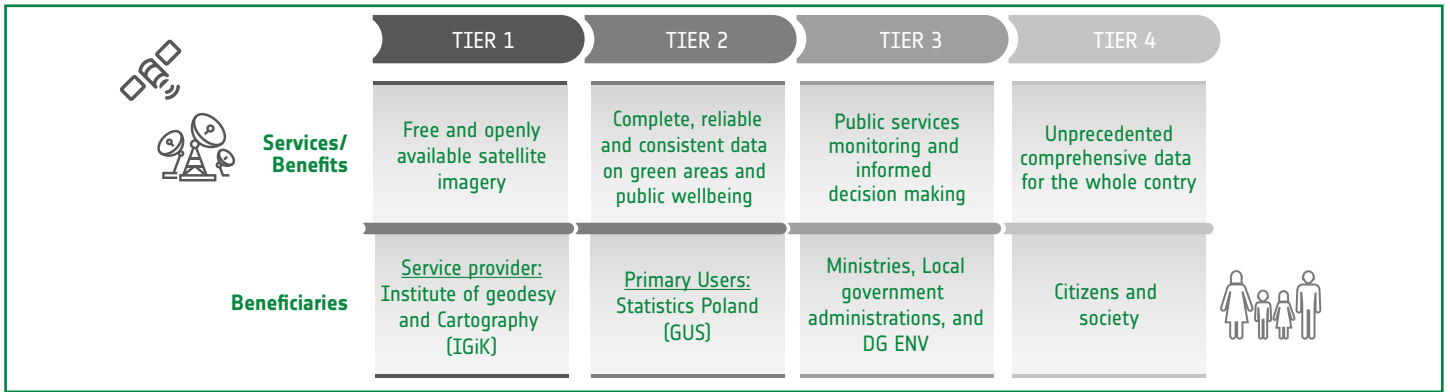 TIER 1
TIER 2
TIER 3
TIER 4
Services/
Benefits
Free and openly
available satellite
imagery
Complete, reliable
and consistent data
on green areas and
public wellbeing
Public services
monitoring and
informed
decision making
Unprecedented
comprehensive data
for the whole contry
Beneficiaries
Service provider:
Institute of geodesy
and Cartography
(IGiK)
Primary Users:
Statistics Poland
(GUS)
Ministries, Local
government
administrations, and
DG ENV
Citizens and
society